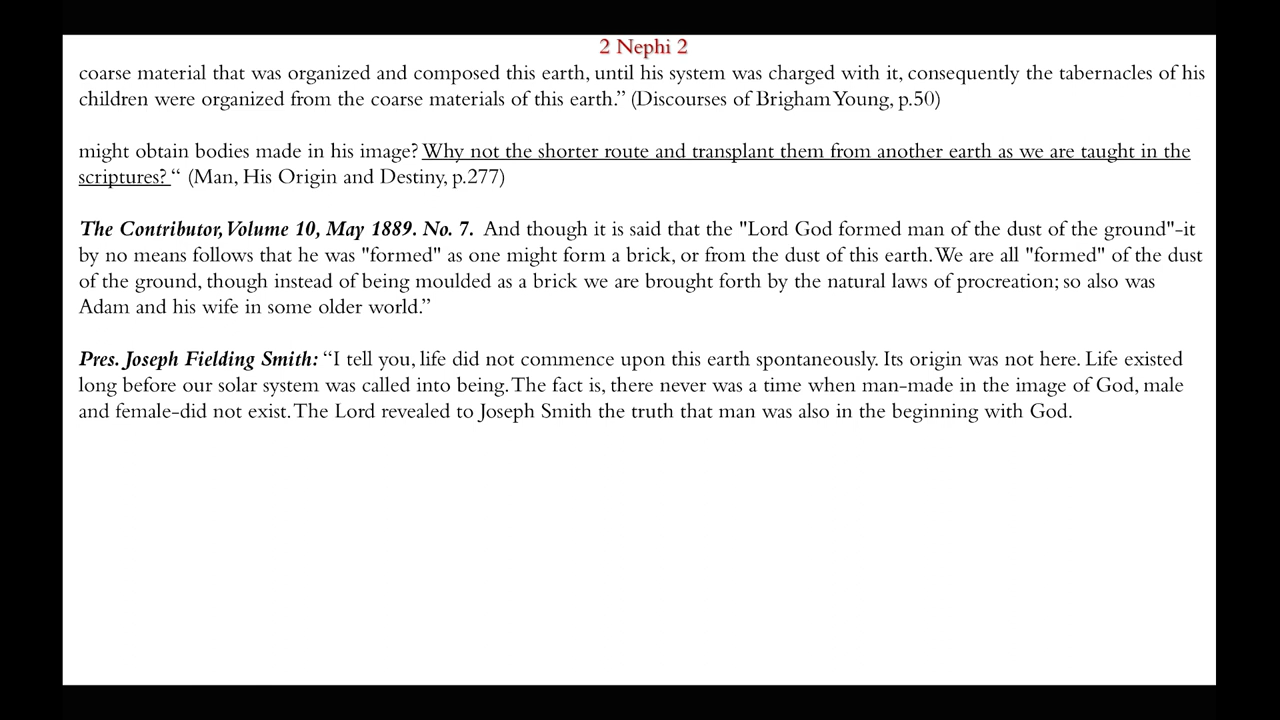 2 Nephi 2
coarse material that was organized and composed this earth, until his system was charged with it, consequently the tabernacles of his
children were organized from the coarse materials of this earth.” (Discourses of Brigham Young, p.50)
might obtain bodies made in his image? Why not the shorter route and transplant them from another earth as we are taught in the
scriptures? “ (Man, His Origin and Destiny, p.277)
The Contributor, Volume 10, May 1889. No. 7. And though it is said that the "Lord God formed man of the dust of the ground"-it
by no means follows that he was "formed" as one might form a brick, or from the dust of this earth. We are all "formed" of the dust
of the ground, though instead of being moulded as a brick we are brought forth by the natural laws of procreation; so also was
Adam and his wife in some older world.”
Pres. Joseph Fielding Smith: “I tell you, life did not commence upon this earth spontaneously. Its origin was not here. Life existed
long before our solar system was called into being. The fact is, there never was a time when man-made in the image of God, male
and female-did not exist. The Lord revealed to Joseph Smith the truth that man was also in the beginning with God.